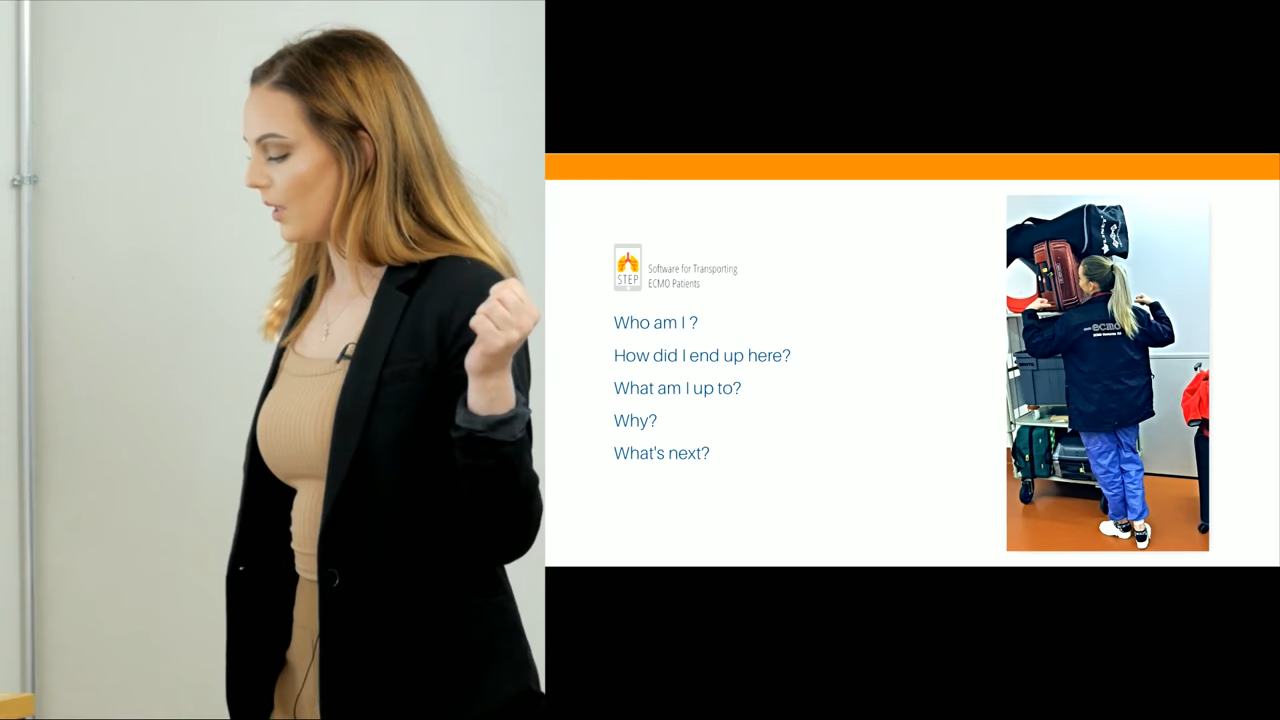 STEP
Software for Transporting
ECMO Patients
Who am I ?
How did I end up here?
What am I up to?
Why?
What's next?
ecmo